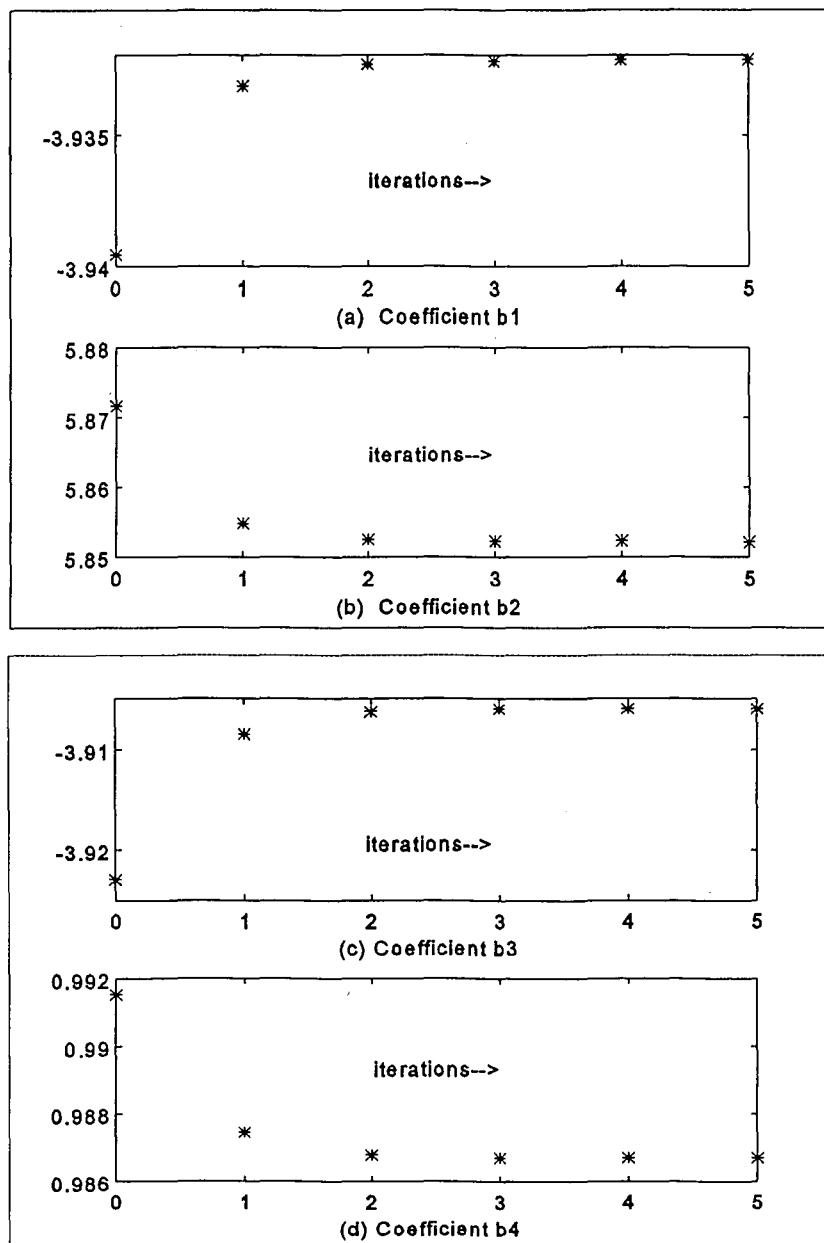 -3.935
iterations-->
-3.94
0 1 2 3 4 5
(a) Coefficient b1
5.88
5.87
iterations-->
5.86
5.85
0 1 2 3 4 5
(b) Coefficient b2
-3.91
-3.92
iterations-->
0 1 2 3 4 5
(c) Coefficient b3
0.992
0.99
iterations-->
0.988
0.986
0 1 2 3 4 5
(d) Coefficient b4